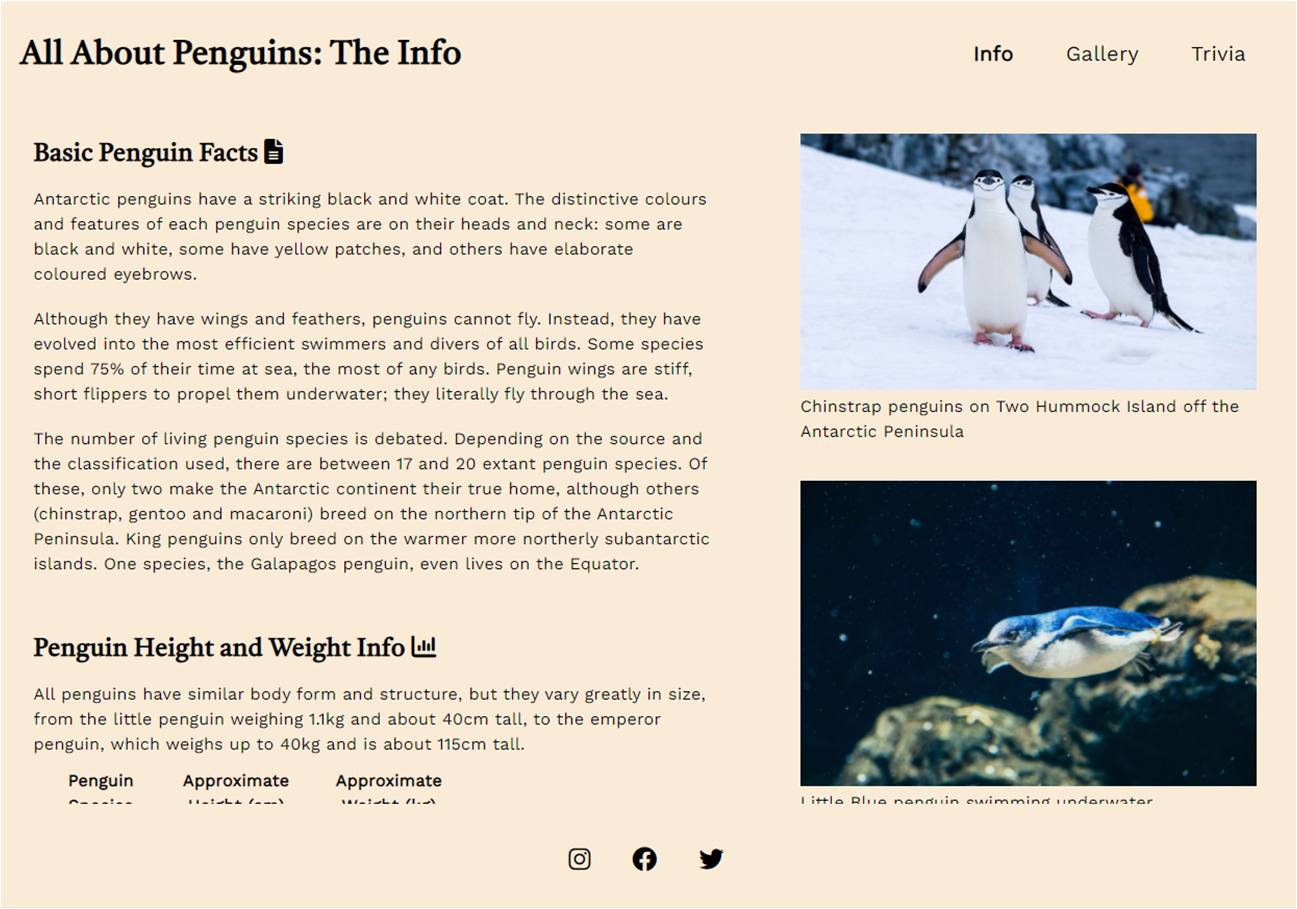 All About Penguins: The Info
Info
Gallery
Trivia
Basic Penguin Facts
Antarctic penguins have a striking black and white coat. The distinctive colours
and features of each penguin species are on their heads and neck: some are
black and white, some have yellow patches, and others have elaborate
coloured eyebrows.
Although they have wings and feathers, penguins cannot fly. Instead, they have
evolved into the most efficient swimmers and divers of all birds. Some species
spend 75% of their time at sea, the most of any birds. Penguin wings are stiff,
short flippers to propel them underwater; they literally fly through the sea.
The number of living penguin species is debated. Depending on the source and
the classification used, there are between 17 and 20 extant penguin species. Of
these, only two make the Antarctic continent their true home, although others
(chinstrap, gentoo and macaroni) breed on the northern tip of the Antarctic
Peninsula. King penguins only breed on the warmer more northerly subantarctic
islands. One species, the Galapagos penguin, even lives on the Equator.
Penguin Height and Weight Info
All penguins have similar body form and structure, but they vary greatly in size,
from the little penguin weighing 1.1kg and about 40cm tall, to the emperor
penguin, which weighs up to 40kg and is about 115cm tall.
Penguin Approximate Approximate
Species Height (cm) Weight (kg)
Chinstrap penguins on Two Hummock Island off the
Antarctic Peninsula
Little Blue penguin swimming underwater